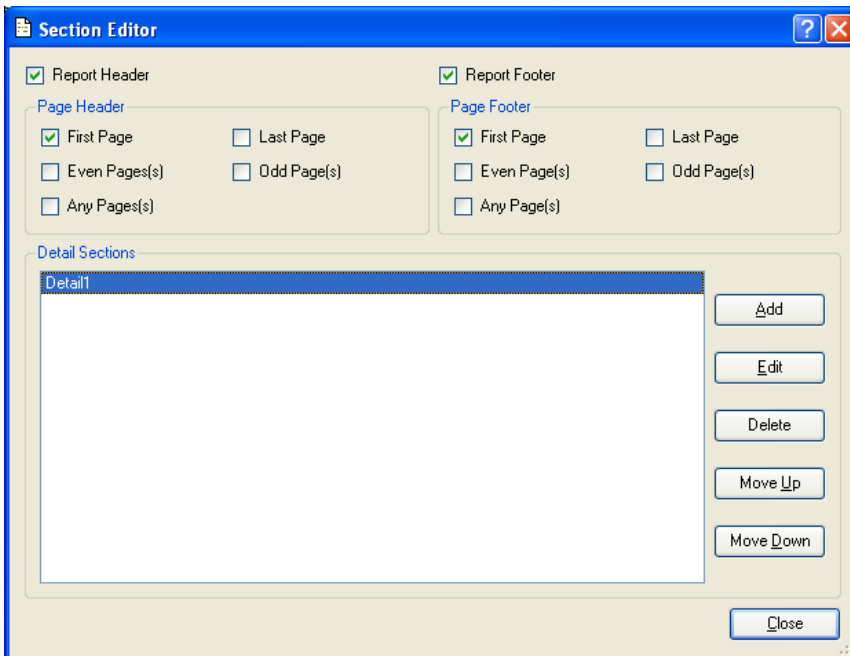 Section Editor
Report Header
Report Footer
Page Header
Page Footer
First Page
Last Page
First Page
Last Page
Even Pages(s)
Odd Page(s)
Even Page(s)
Odd Page(s)
Any Pages(s)
Any Page(s)
Detail Sections
Detail1
Add
Edit
Delete
Move Up
Move Down
Close